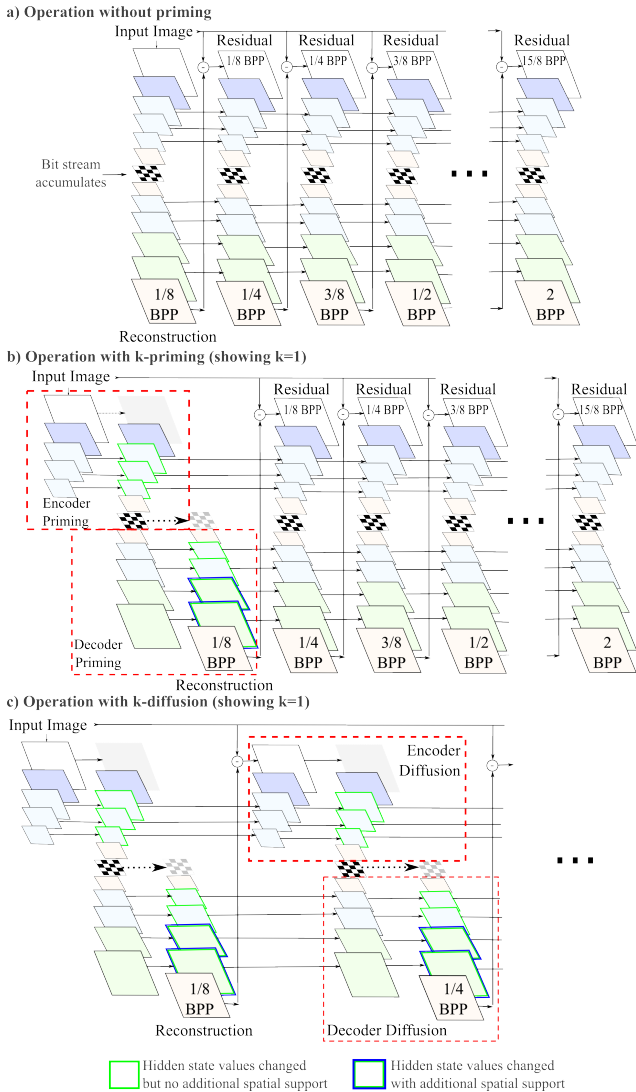 a) Operation without priming
Input Image
Residual
Residual
Residual
Residual
1/8 BPP
1/4 BPP
3/8 BPP
15/8 BPP
Bit stream
accumulates
1/8
BPP
1/4
BPP
3/8
BPP
1/2
BPP
2
BPP
Reconstruction
b) Operation with k-priming (showing k=1)
Input Image
Residual
Residual
Residual
Residual
1/8 BPP
1/4 BPP
3/8 BPP
15/8 BPP
Encoder
Priming
Decoder
Priming
1/8
BPP
1/4
BPP
3/8
BPP
1/2
BPP
2
BPP
Reconstruction
c) Operation with k-diffusion (showing k=1)
Input Image
Encoder
Diffusion
1/8
BPP
1/4
BPP
Reconstruction
Decoder Diffusion
Hidden state values changed
but no additional spatial support
Hidden state values changed
with additional spatial support